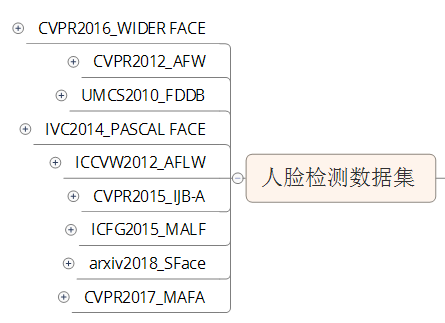 CVPR2016_WIDER FACE
CVPR2012_AFW
UMCS2010_FDDB
IVC2014_PASCAL FACE
ICCVW2012_AFLW
CVPR2015_IJB-A
ICFG2015_MALF
arxiv2018_SFace
CVPR2017_MAFA
人脸检测数据集